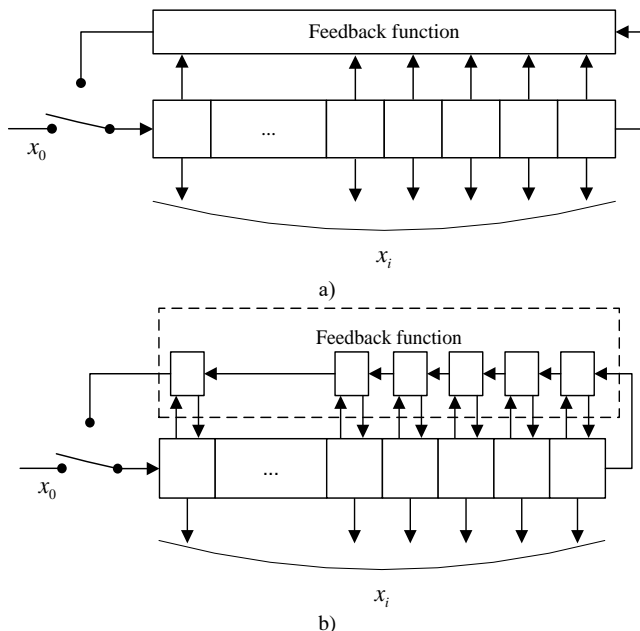 Feedback function
...
x₀
xᵢ
a)
Feedback function
...
x₀
xᵢ
b)